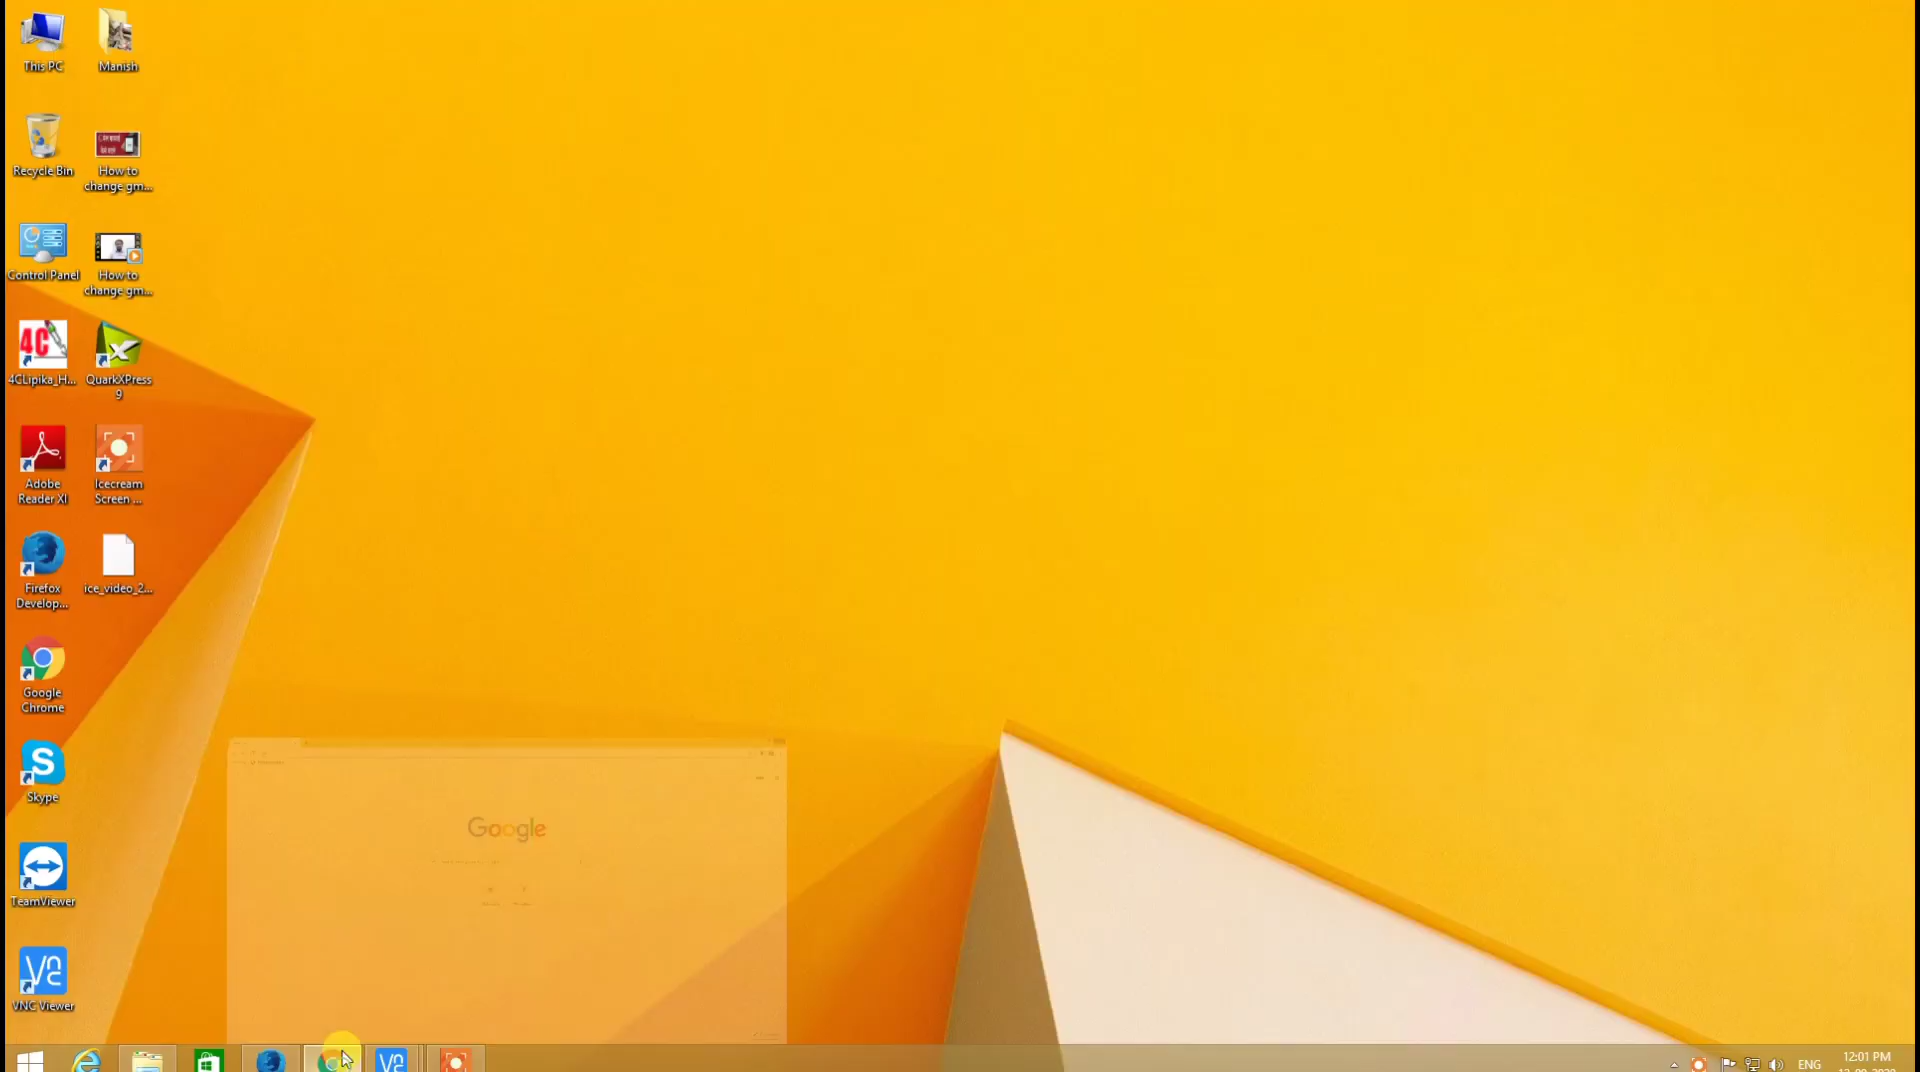 This PC
Manish
Recycle Bin
How to
change gm...
Control Panel
How to
change gm...
4C
4CLipika_H...
QuarkXPress
9
Adobe
Reader XI
Icecream
Screen ...
Firefox
Develop...
ice_video_2...
Google
Chrome
S
Skype
Google
TeamViewer
VNC Viewer
ENG
12:01 PM